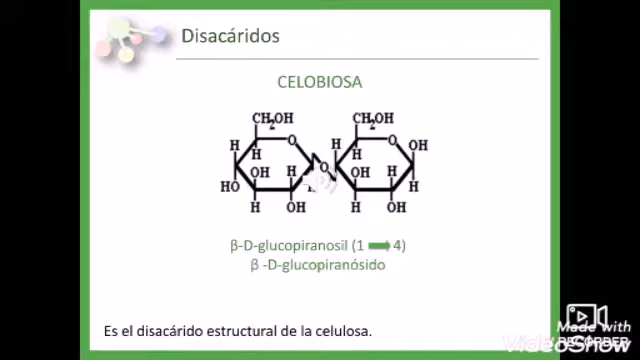 Disacáridos
CELOBIOSA
CH2OH CH2OH
H O H O OH
H H
OH H O OH H
HO H
H OH H OH
β-D-glucopiranosil (1 → 4)
β -D-glucopiranósido
Es el disacárido estructural de la celulosa.
Made with
VideoShow